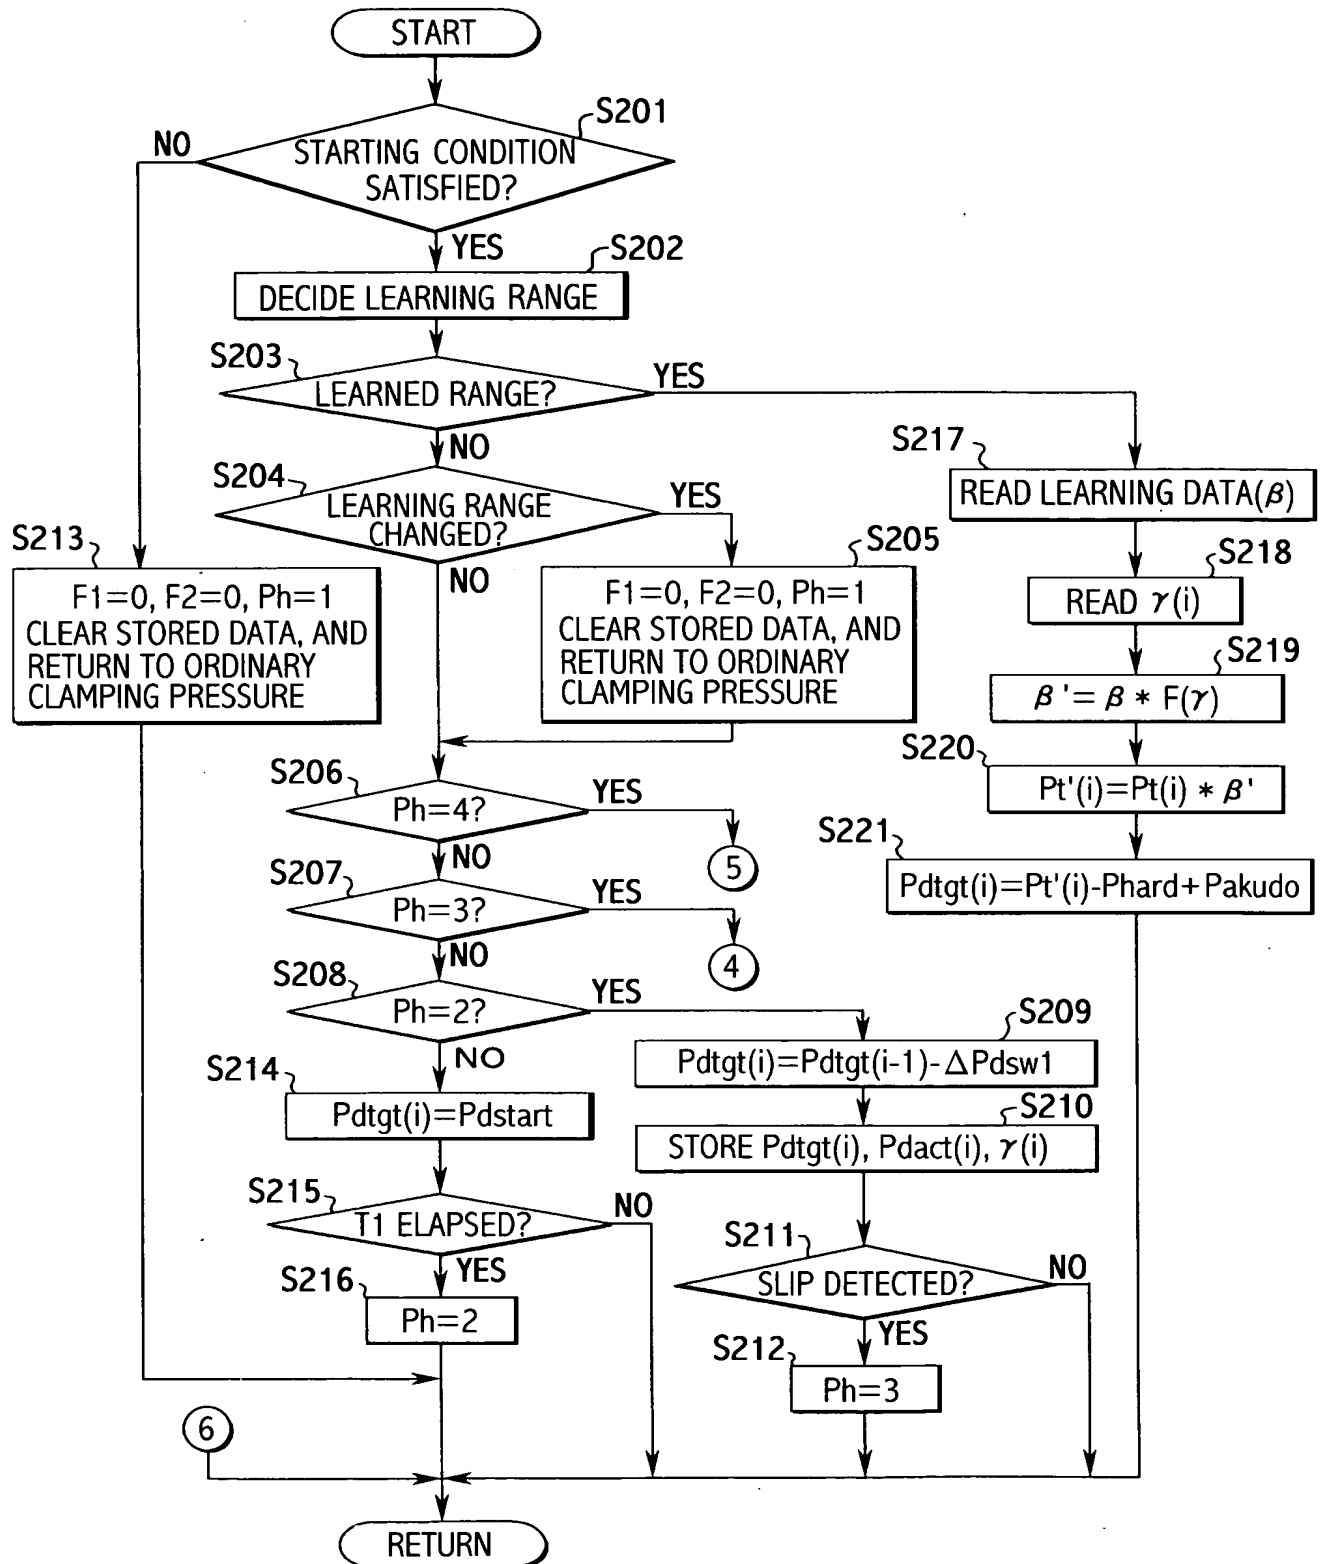 START
S201
NO
STARTING CONDITION
SATISFIED?
YES
S202
DECIDE LEARNING RANGE
S203
LEARNED RANGE?
YES
NO
S217
READ LEARNING DATA(β)
S204
LEARNING RANGE
CHANGED?
YES
NO
S218
READ γ(i)
S213
F1=0, F2=0, Ph=1
CLEAR STORED DATA, AND
RETURN TO ORDINARY
CLAMPING PRESSURE
S205
F1=0, F2=0, Ph=1
CLEAR STORED DATA, AND
RETURN TO ORDINARY
CLAMPING PRESSURE
S219
β'=β * F(γ)
S220
Pt'(i)=Pt(i) * β'
S206
Ph=4?
YES
5
NO
S221
Pdtgt(i)=Pt'(i)-Phard+Pakudo
S207
Ph=3?
YES
4
NO
S208
Ph=2?
YES
NO
S209
Pdtgt(i)=Pdtgt(i-1)-ΔPdsw1
S214
Pdtgt(i)=Pdstart
S210
STORE Pdtgt(i), Pdact(i), γ(i)
S215
T1 ELAPSED?
NO
YES
S211
SLIP DETECTED?
NO
YES
S216
Ph=2
S212
Ph=3
6
RETURN